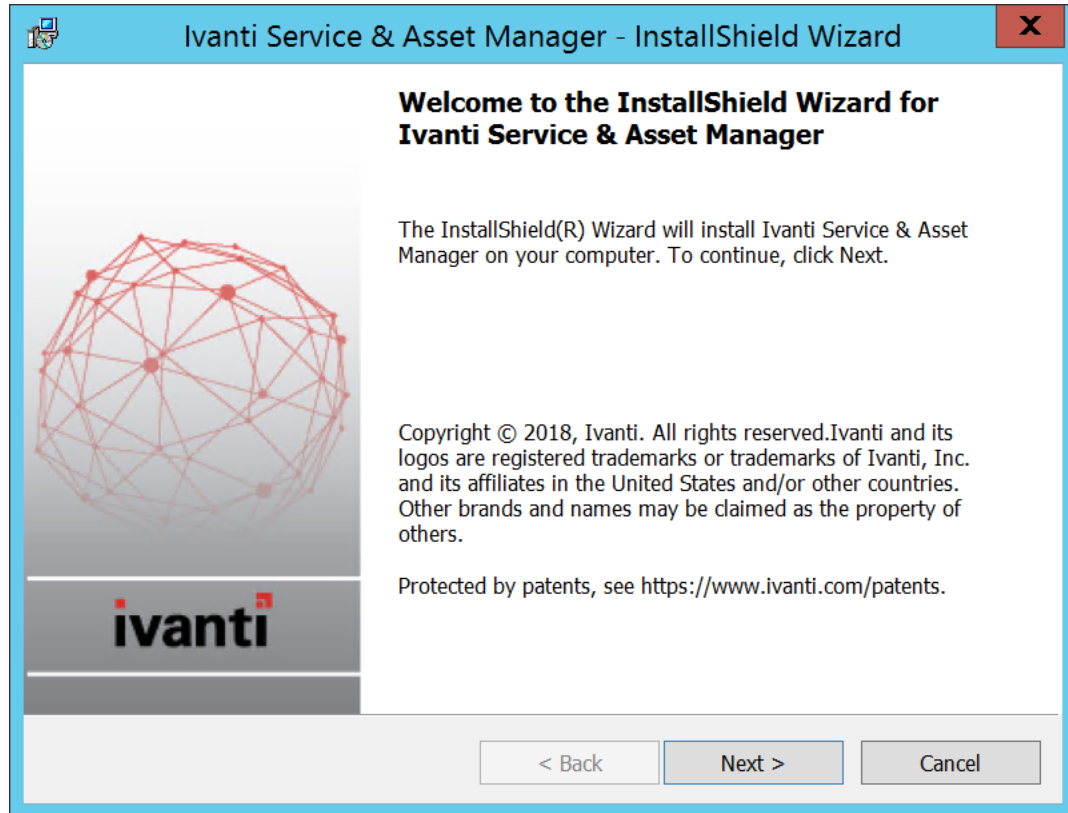 Ivanti Service & Asset Manager - InstallShield Wizard
X
Welcome to the InstallShield Wizard for
Ivanti Service & Asset Manager
The InstallShield(R) Wizard will install Ivanti Service & Asset
Manager on your computer. To continue, click Next.
Copyright © 2018, Ivanti. All rights reserved.Ivanti and its
logos are registered trademarks or trademarks of Ivanti, Inc.
and its affiliates in the United States and/or other countries.
Other brands and names may be claimed as the property of
others.
Protected by patents, see https://www.ivanti.com/patents.
ivanti
< Back
Next >
Cancel